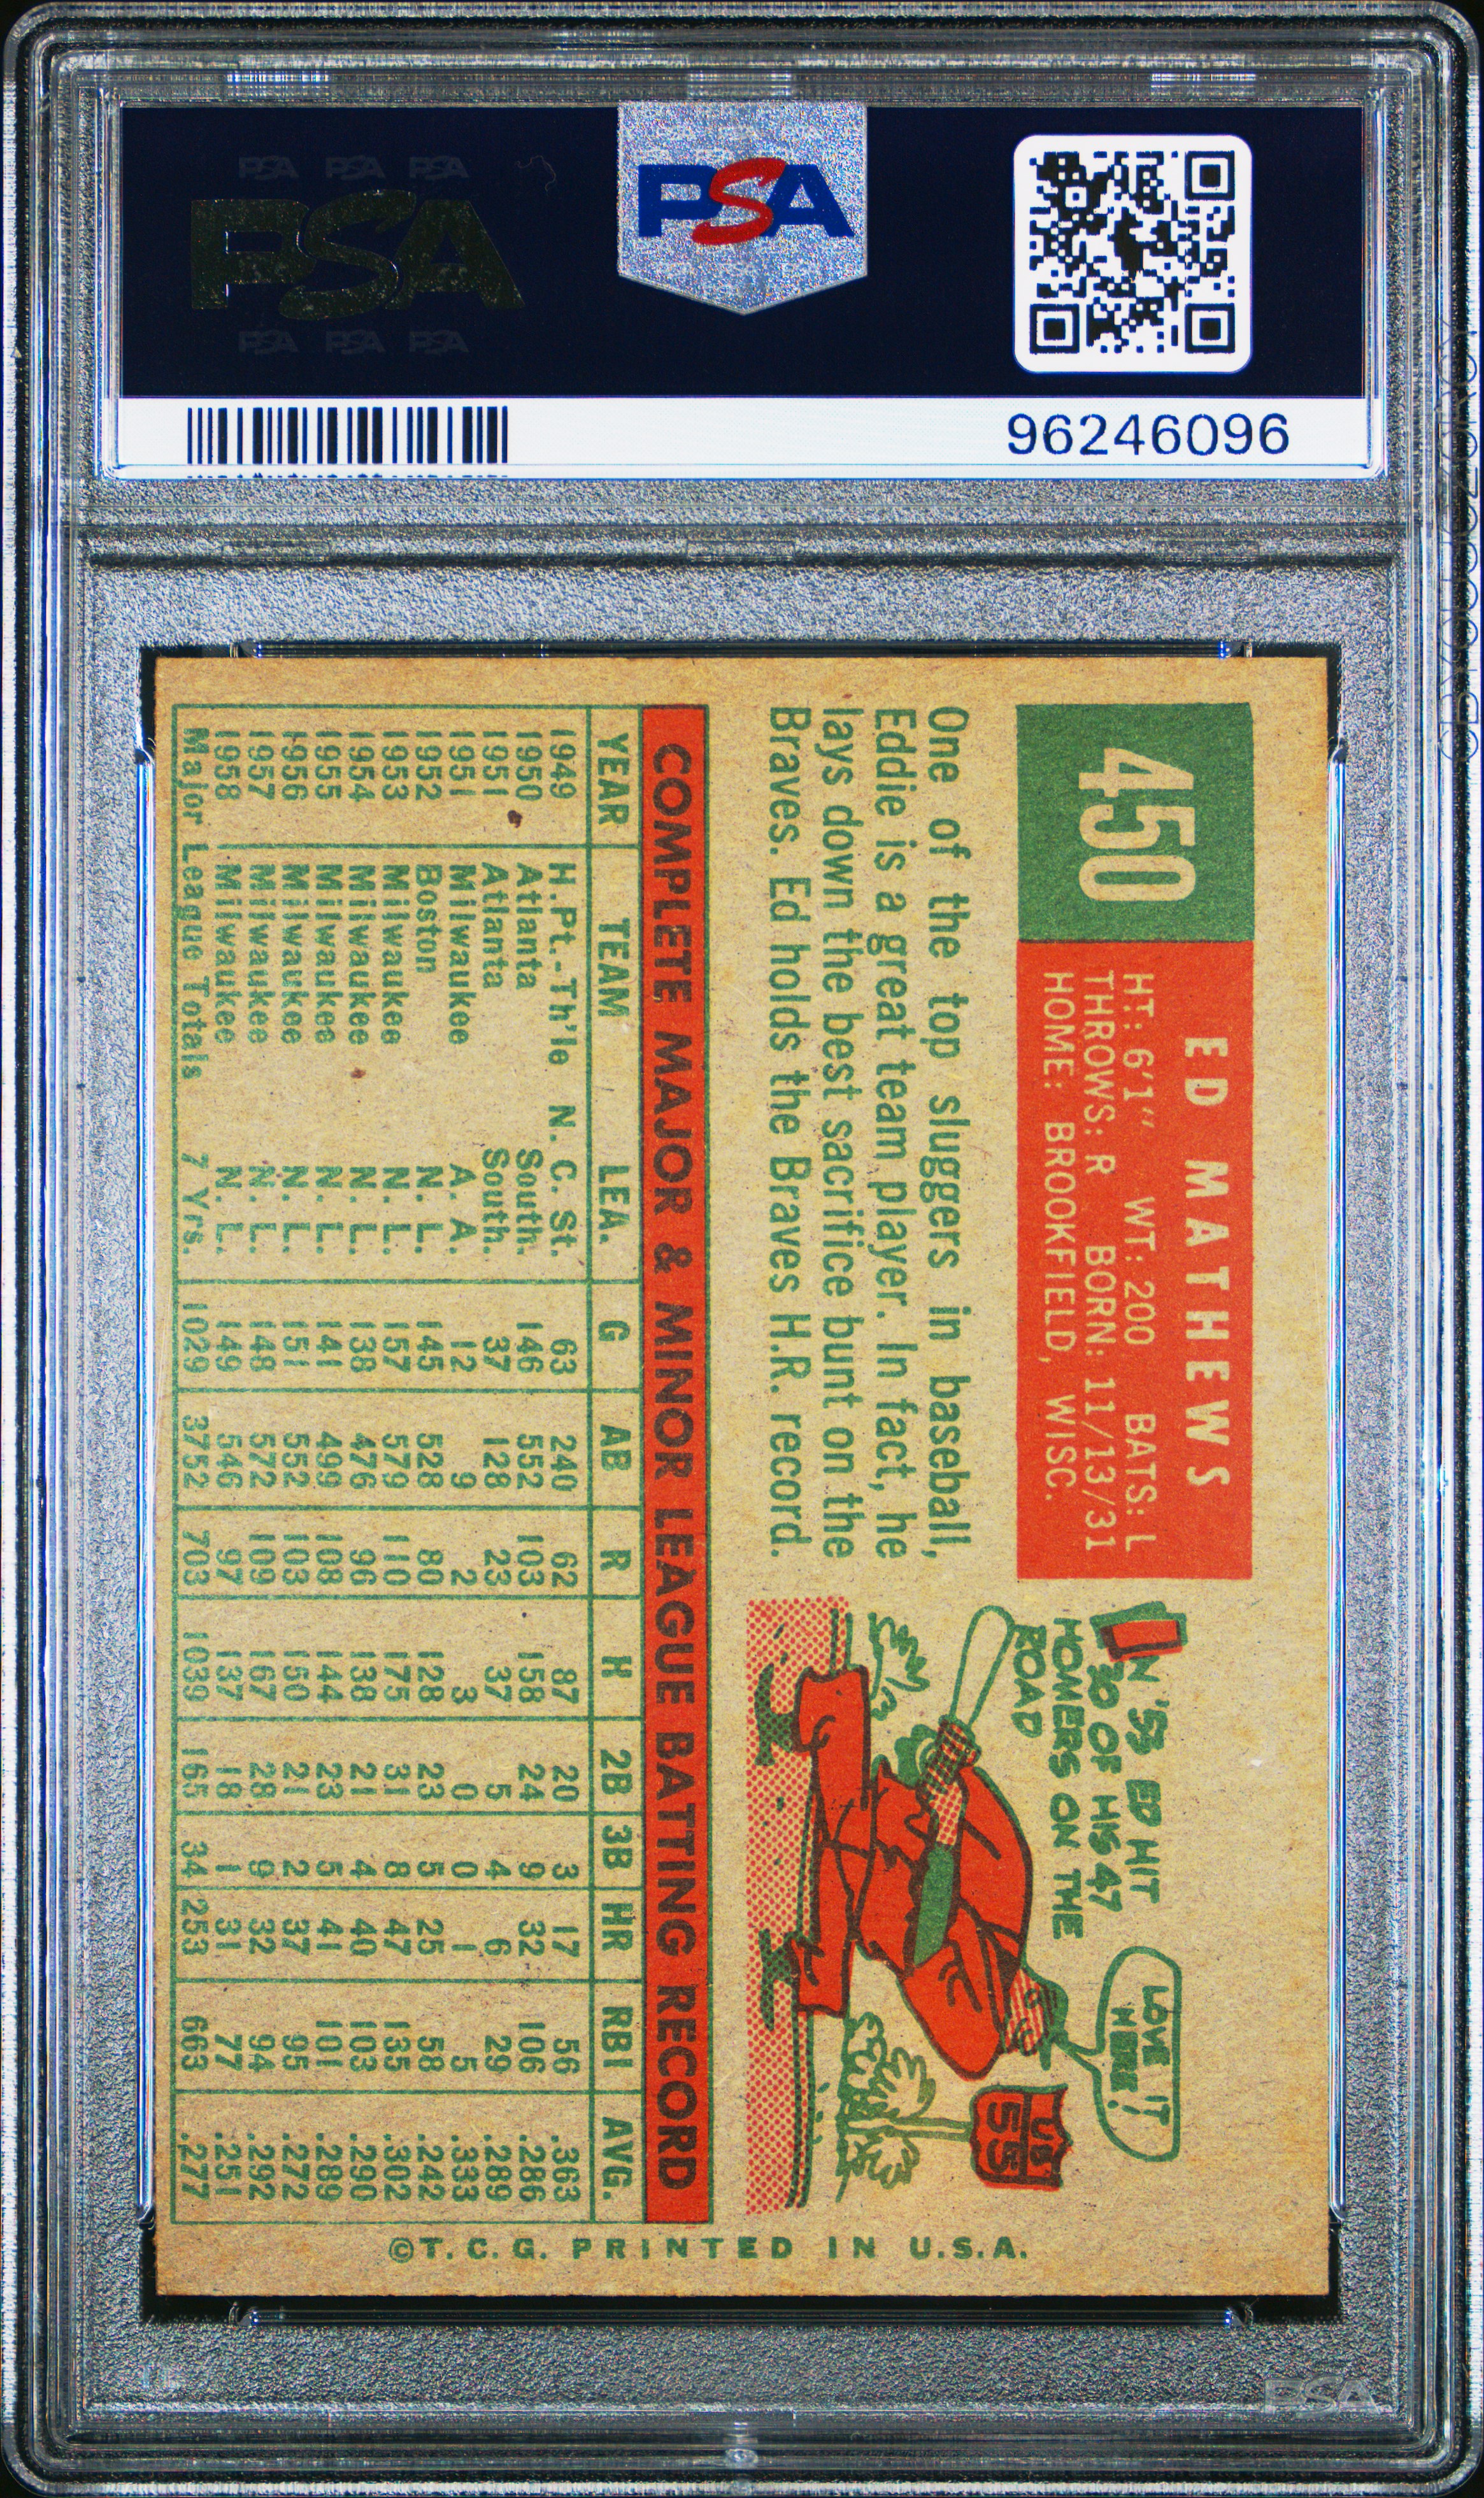 PSA PSA PSA
PSA
PSA PSA PSA
PSA
96246096
450
ED MATHEWS
HT: 6'1" WT: 200 BATS: L
THROWS: R BORN: 11/13/31
HOME: BROOKFIELD, WISC.
One of the top sluggers in baseball,
Eddie is a great team player. In fact, he
lays down the best sacrifice bunt on the
Braves. Ed holds the Braves H.R. record.
IN '53 ED HIT
30 OF HIS 47
HOMERS ON THE
ROAD
LOVE IT
HERE!
US
55
COMPLETE MAJOR & MINOR LEAGUE BATTING RECORD
YEAR TEAM LEA. G AB R H 2B 3B HR RBI AVG.
1949 H.Pt.-Th'le N. C. St. 63 240 62 87 20 3 17 56 .363
1950 Atlanta South. 146 552 103 158 24 9 32 106 .286
1951 Atlanta South. 37 128 23 37 5 4 6 29 .289
1951 Milwaukee A. A. 12 9 2 3 0 0 1 5 .333
1952 Boston N. L. 145 528 80 128 23 5 25 58 .242
1953 Milwaukee N. L. 157 579 110 175 31 8 47 135 .302
1954 Milwaukee N. L. 138 476 96 138 21 4 40 103 .290
1955 Milwaukee N. L. 141 499 108 144 23 5 41 101 .289
1956 Milwaukee N. L. 151 552 103 150 21 2 37 95 .272
1957 Milwaukee N. L. 148 572 109 167 28 9 32 94 .292
1958 Milwaukee N. L. 149 546 97 137 18 1 31 77 .251
Major League Totals 7 Yrs. 1029 3752 703 1039 165 34 253 663 .277
©T.C.G. PRINTED IN U.S.A.
PSA